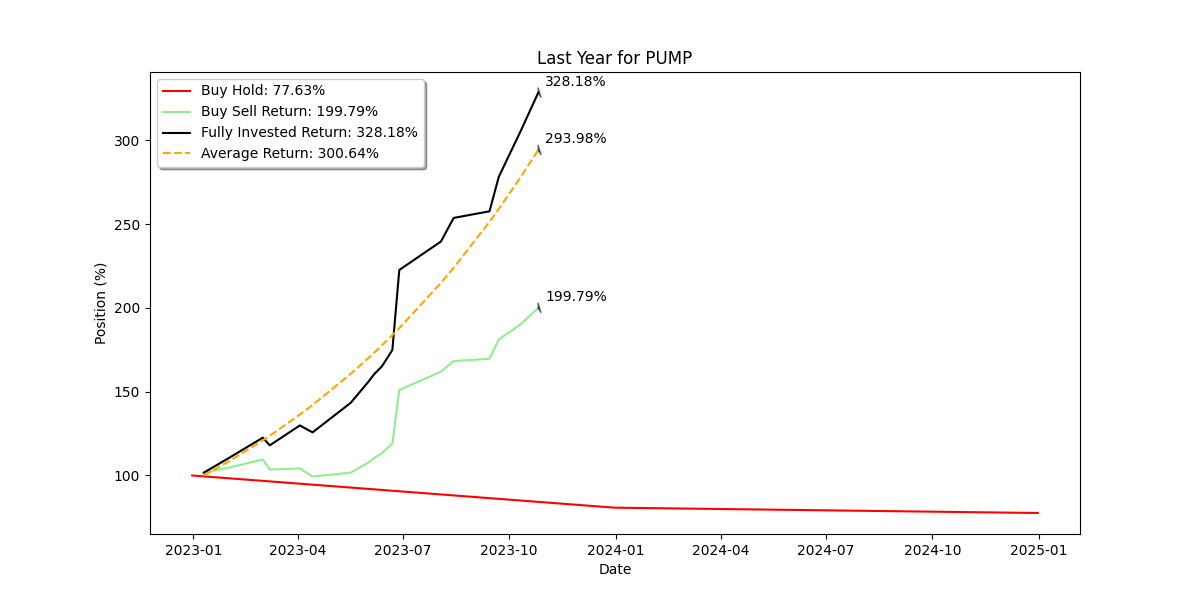 Last Year for PUMP
Buy Hold: 77.63%
Buy Sell Return: 199.79%
Fully Invested Return: 328.18%
Average Return: 300.64%
328.18%
293.98%
199.79%
Position (%)
300
250
200
150
100
2023-01
2023-04
2023-07
2023-10
2024-01
2024-04
2024-07
2024-10
2025-01
Date